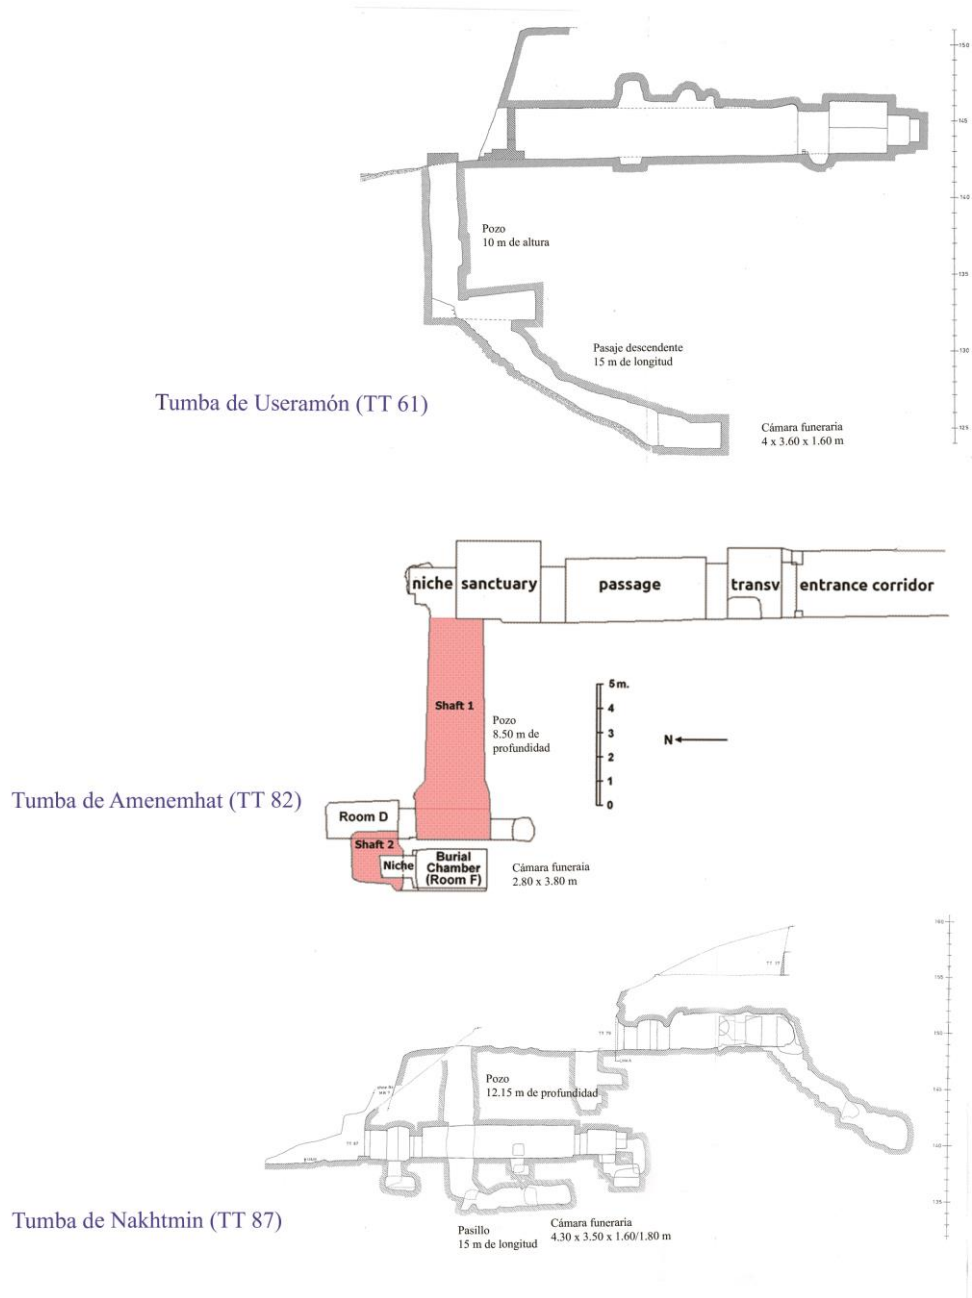 150
145
Pozo
10 m de altura
140
135
Pasaje descendente
15 m de longitud
130
Tumba de Useramón (TT 61)
Cámara funeraria
4 x 3.60 x 1.60 m
125
niche sanctuary passage transv entrance corridor
Shaft 1
Pozo
8.50 m de
profundidad
5 m.
4
3
2
1
0
N
Tumba de Amenemhat (TT 82)
Room D
Shaft 2
Niche
Burial
Chamber
(Room F)
Cámara funeraia
2.80 x 3.80 m
Pozo
12.15 m de profundidad
TT 87
135
Tumba de Nakhtmin (TT 87)
Pasillo
15 m de longitud
Cámara funeraria
4.30 x 3.50 x 1.60/1.80 m